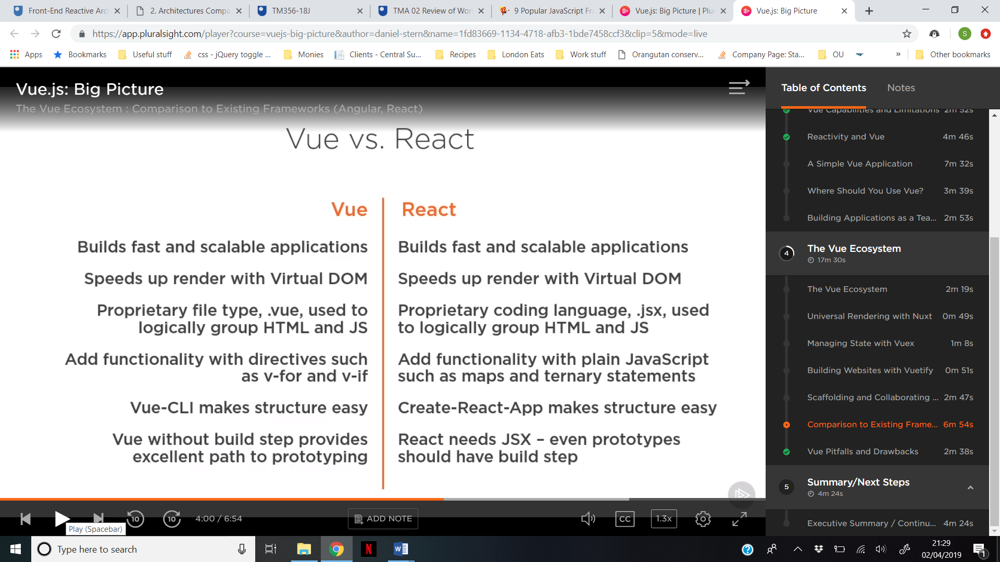 Front-End Reactive Arc
2. Architectures Compa
TM356-18J
TMA 02 Review of Wor
9 Popular JavaScript Fr
Vue.js: Big Picture | Plur
Vue.js: Big Picture
https://app.pluralsight.com/player?course=vuejs-big-picture&author=daniel-stern&name=1fd83669-1134-4718-afb3-1bde7458ccf3&clip=5&mode=live
S
Apps
Bookmarks
Useful stuff
css - jQuery toggle ...
Monies
Clients - Central Su...
Recipes
London Eats
Work stuff
Orangutan conserv...
Company Page: Sta...
OU
»
Other bookmarks
Vue.js: Big Picture
The Vue Ecosystem : Comparison to Existing Frameworks (Angular, React)
Vue vs. React
Vue
React
Builds fast and scalable applications
Builds fast and scalable applications
Speeds up render with Virtual DOM
Speeds up render with Virtual DOM
Proprietary file type, .vue, used to
logically group HTML and JS
Proprietary coding language, .jsx, used
to logically group HTML and JS
Add functionality with directives such
as v-for and v-if
Add functionality with plain JavaScript
such as maps and ternary statements
Vue-CLI makes structure easy
Create-React-App makes structure easy
Vue without build step provides
excellent path to prototyping
React needs JSX – even prototypes
should have build step
10
10
4:00 / 6:54
ADD NOTE
CC
1.3x
Play (Spacebar)
Table of Contents
Notes
Vue Capabilities and Limitations 2m 52s
Reactivity and Vue 4m 46s
A Simple Vue Application 7m 32s
Where Should You Use Vue? 3m 39s
Building Applications as a Tea... 2m 53s
4
The Vue Ecosystem
17m 30s
The Vue Ecosystem 2m 19s
Universal Rendering with Nuxt 0m 49s
Managing State with Vuex 1m 8s
Building Websites with Vuetify 0m 51s
Scaffolding and Collaborating ... 2m 47s
Comparison to Existing Frame... 6m 54s
Vue Pitfalls and Drawbacks 2m 38s
5
Summary/Next Steps
4m 24s
Executive Summary / Continu... 4m 24s
Type here to search
N
W
?
21:29
02/04/2019
1